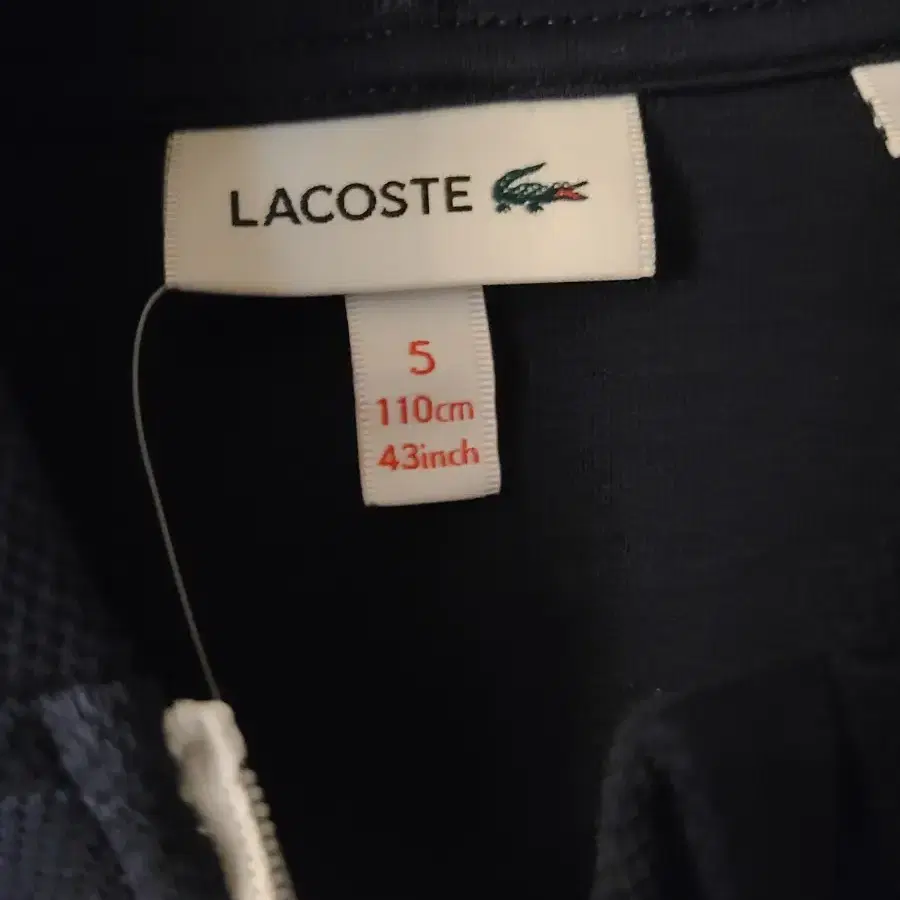 LACOSTE
5
110cm
43inch